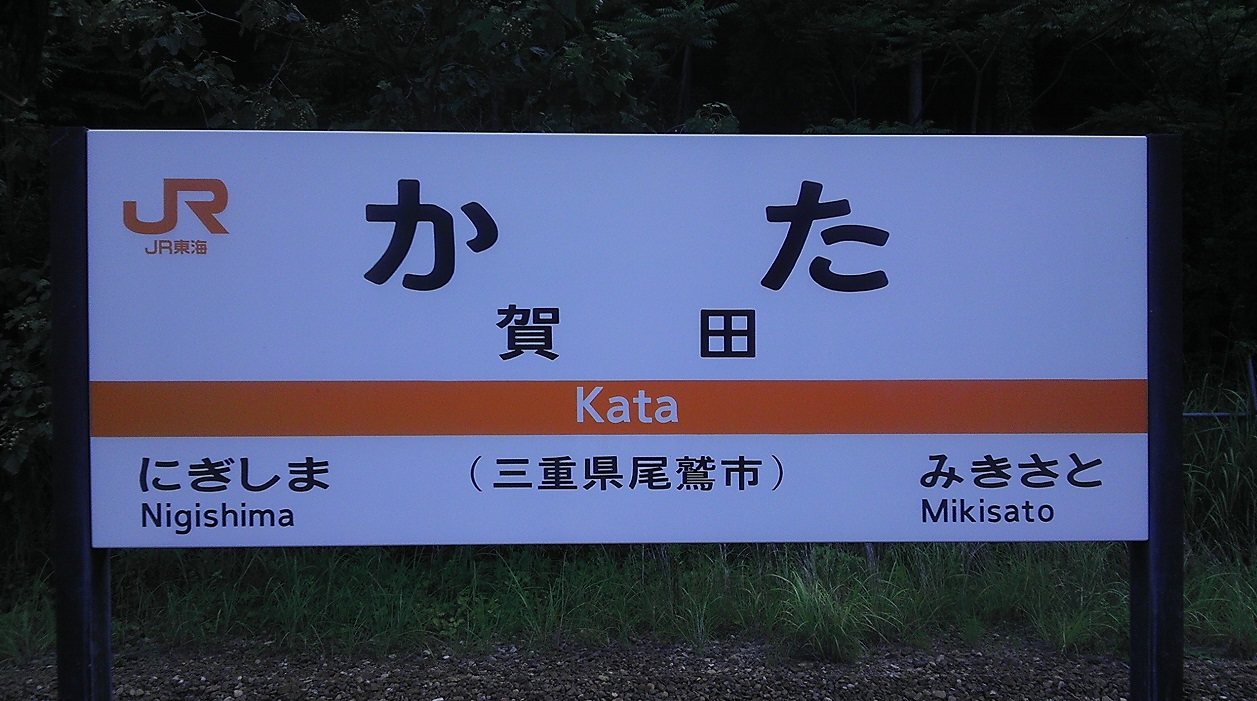 JR
JR東海
かた
賀田
Kata
にぎしま
Nigishima
（三重県尾鷲市）
みきさと
Mikisato